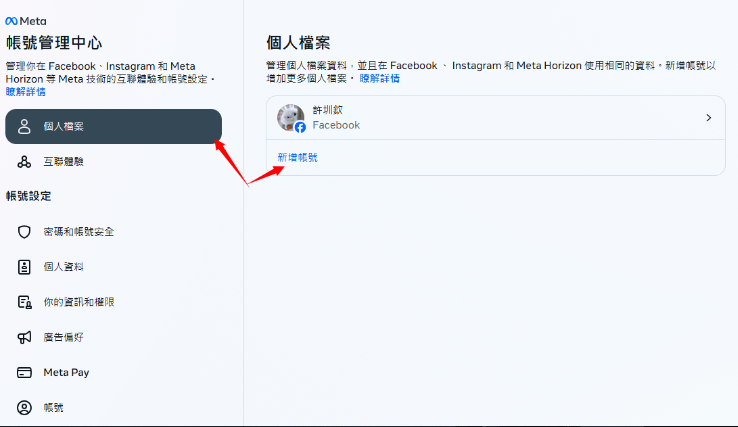 Meta
帳號管理中心
管理你在 Facebook、Instagram 和 Meta
Horizon 等 Meta 技術的互聯體驗和帳號設定。
瞭解詳情
個人檔案
互聯體驗
帳號設定
密碼和帳號安全
個人資料
你的資訊和權限
廣告偏好
Meta Pay
帳號
個人檔案
管理個人檔案資料，並且在 Facebook 、 Instagram 和 Meta Horizon 使用相同的資料。新增帳號以
增加更多個人檔案。 瞭解詳情
許圳欽
Facebook
新增帳號